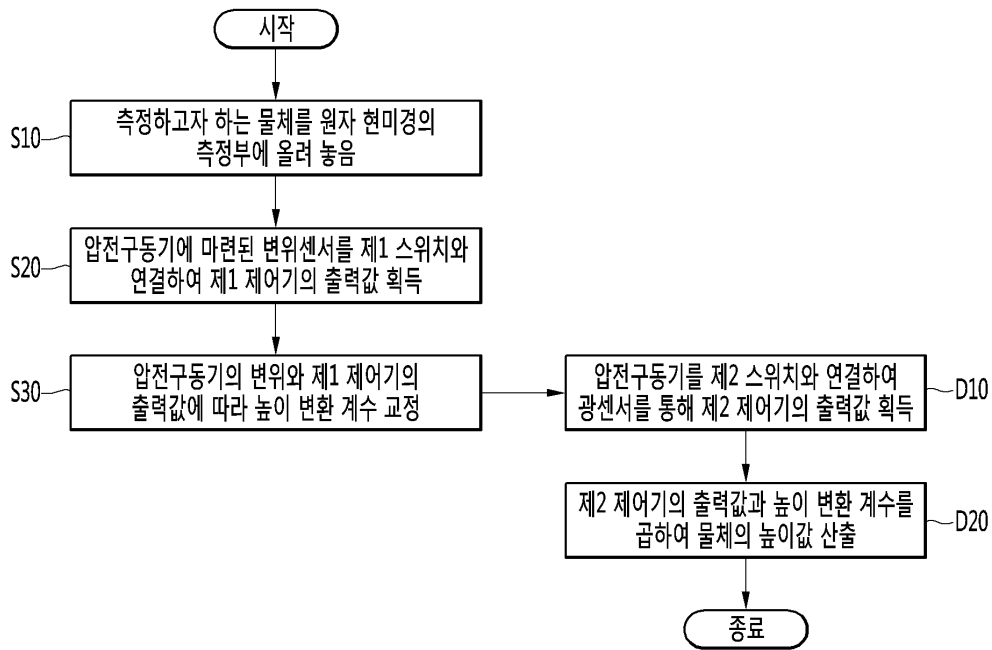 시작
S10
측정하고자 하는 물체를 원자 현미경의
측정부에 올려 놓음
S20
압전구동기에 마련된 변위센서를 제1 스위치와
연결하여 제1 제어기의 출력값 획득
S30
압전구동기의 변위와 제1 제어기의
출력값에 따라 높이 변환 계수 교정
압전구동기를 제2 스위치와 연결하여
광센서를 통해 제2 제어기의 출력값 획득
D10
제2 제어기의 출력값과 높이 변환 계수를
곱하여 물체의 높이값 산출
D20
종료